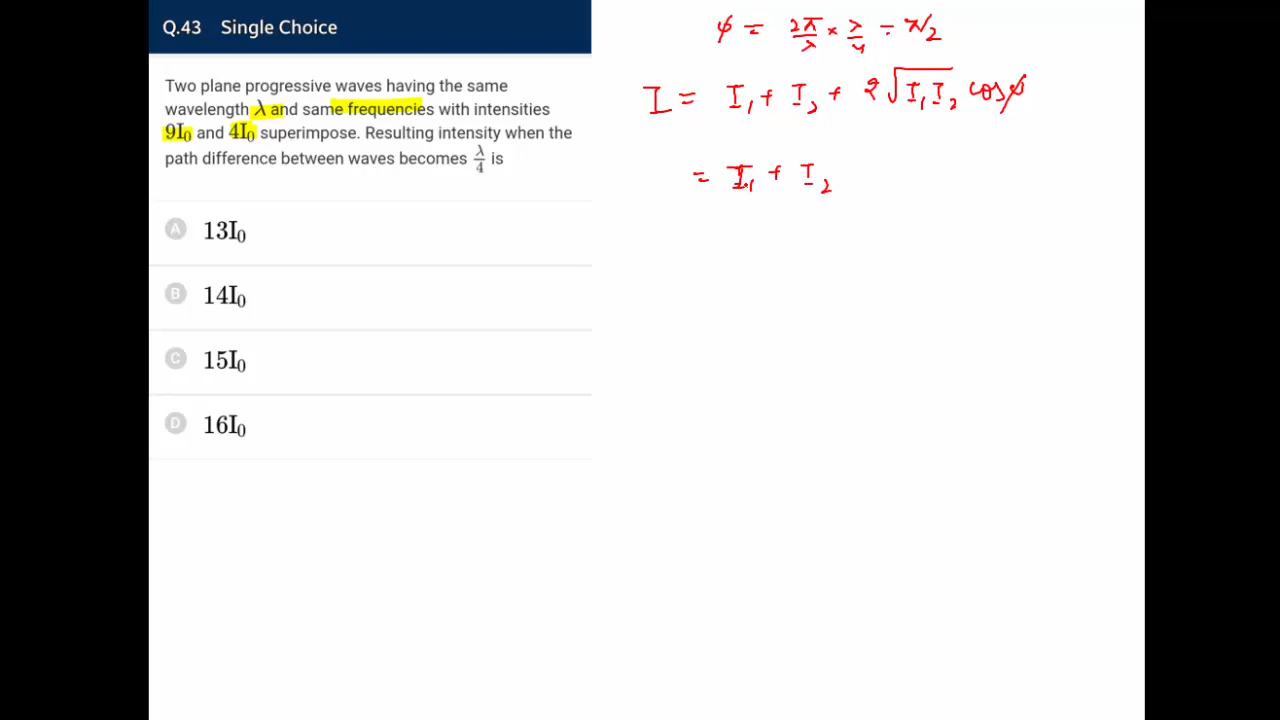 Q.43 Single Choice
Two plane progressive waves having the same
wavelength λ and same frequencies with intensities
9I₀ and 4I₀ superimpose. Resulting intensity when the
path difference between waves becomes λ/4 is
A 13I₀
B 14I₀
C 15I₀
D 16I₀
φ = 2π/λ × λ/4 = π/2
I = I₁ + I₂ + 2√(I₁I₂) cosφ
= I₁ + I₂